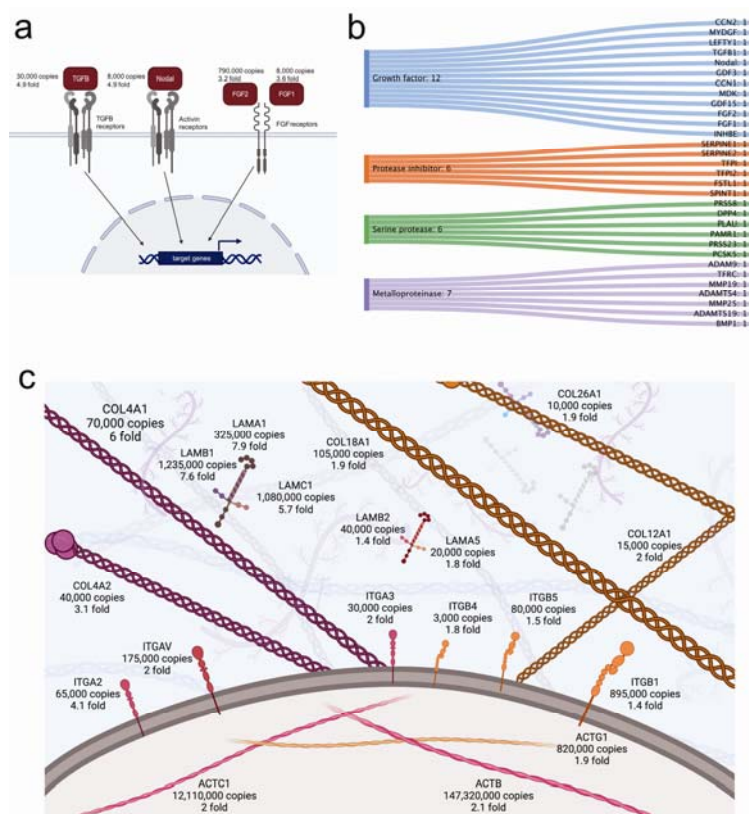 a
30,000 copies
4.9 fold
TGFB
8,000 copies
4.9 fold
Nodal
790,000 copies
3.2 fold
8,000 copies
3.6 fold
FGF2
FGF1
TGFB
receptors
Activin
receptors
FGF receptors
target genes
b
Growth factor: 12
Protease inhibitor: 6
Serine protease: 6
Metalloproteinase: 7
CCN2: 1
MYDGF: 1
LEFTY1: 1
TGFB1: 1
Nodal: 1
GDF3: 1
CCN1: 1
MDK: 1
GDF15: 1
FGF2: 1
FGF1: 1
INHBE: 1
SERPINE1: 1
SERPINE2: 1
TFPI: 1
TFPI2: 1
FSTL1: 1
SPINT1: 1
PRSS8: 1
DPP4: 1
PLAU: 1
PAMR1: 1
PRSS23: 1
PCSK5: 1
ADAM9: 1
TFRC: 1
MMP19: 1
ADAMTS4: 1
MMP25: 1
ADAMTS19: 1
BMP1: 1
c
COL4A1
70,000 copies
6 fold
LAMA1
325,000 copies
7.9 fold
LAMB1
1,235,000 copies
7.6 fold
LAMC1
1,080,000 copies
5.7 fold
COL18A1
105,000 copies
1.9 fold
COL26A1
10,000 copies
1.9 fold
LAMB2
40,000 copies
1.4 fold
LAMA5
20,000 copies
1.8 fold
COL12A1
15,000 copies
2 fold
COL4A2
40,000 copies
3.1 fold
ITGA3
30,000 copies
2 fold
ITGB4
3,000 copies
1.8 fold
ITGB5
80,000 copies
1.5 fold
ITGAV
175,000 copies
2 fold
ITGA2
65,000 copies
4.1 fold
ITGB1
895,000 copies
1.4 fold
ACTG1
820,000 copies
1.9 fold
ACTC1
12,110,000 copies
2 fold
ACTB
147,320,000 copies
2.1 fold